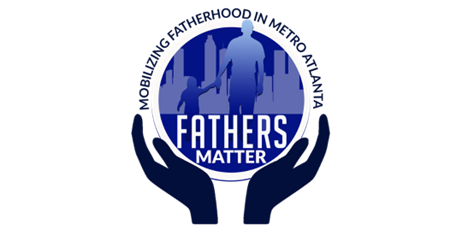 MOBILIZING FATHERHOOD IN METRO ATLANTA
FATHERS
MATTER